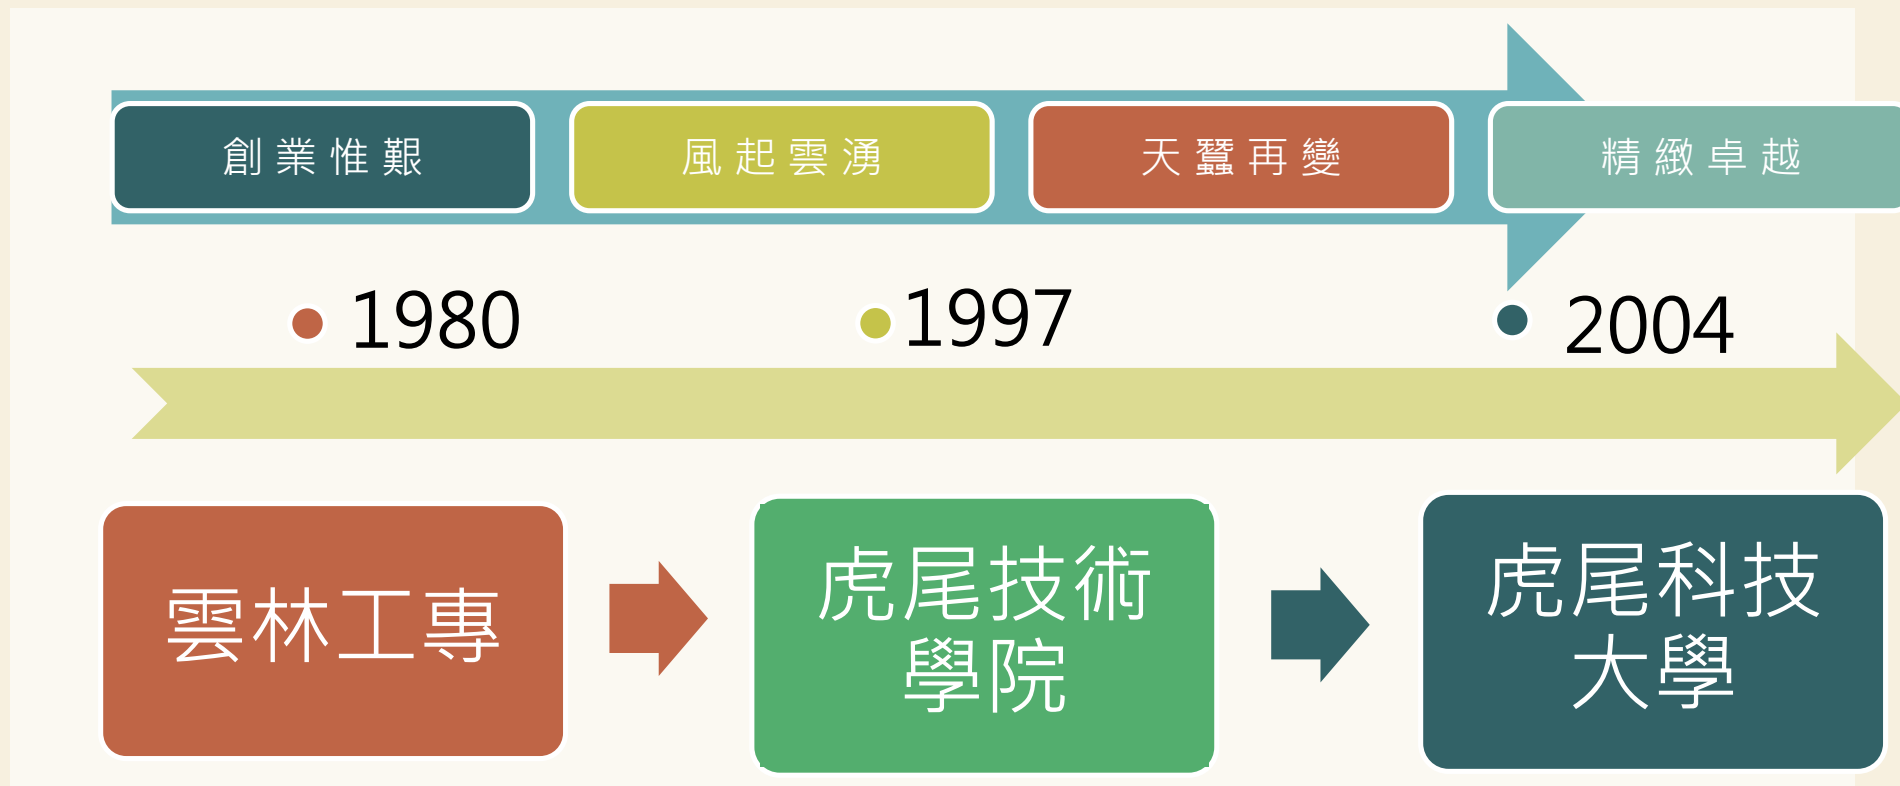 創業惟艱
風起雲湧
天蠶再變
精緻卓越
1980
1997
2004
雲林工專
虎尾技術
學院
虎尾科技
大學